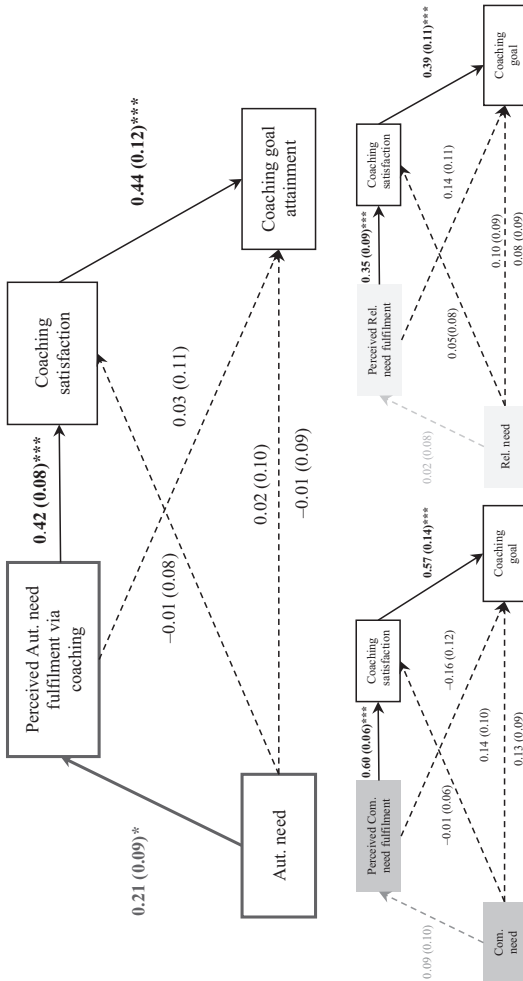 0.21 (0.09)*
Perceived Aut. need
fulfilment via
coaching
0.42 (0.08)***
Coaching
satisfaction
0.44 (0.12)***
–0.01 (0.08)
0.03 (0.11)
0.02 (0.10)
–0.01 (0.09)
Aut. need
Coaching goal
attainment
0.09 (0.10)
Perceived Com.
need fulfilment
0.60 (0.06)***
Coaching
satisfaction
0.57 (0.14)***
–0.01 (0.06)
–0.16 (0.12)
0.14 (0.10)
0.13 (0.09)
Com.
need
Coaching
goal
0.02 (0.08)
Perceived Rel.
need fulfilment
0.35 (0.09)***
Coaching
satisfaction
0.39 (0.11)***
0.05(0.08)
0.14 (0.11)
0.10 (0.09)
0.08 (0.09)
Rel. need
Coaching
goal